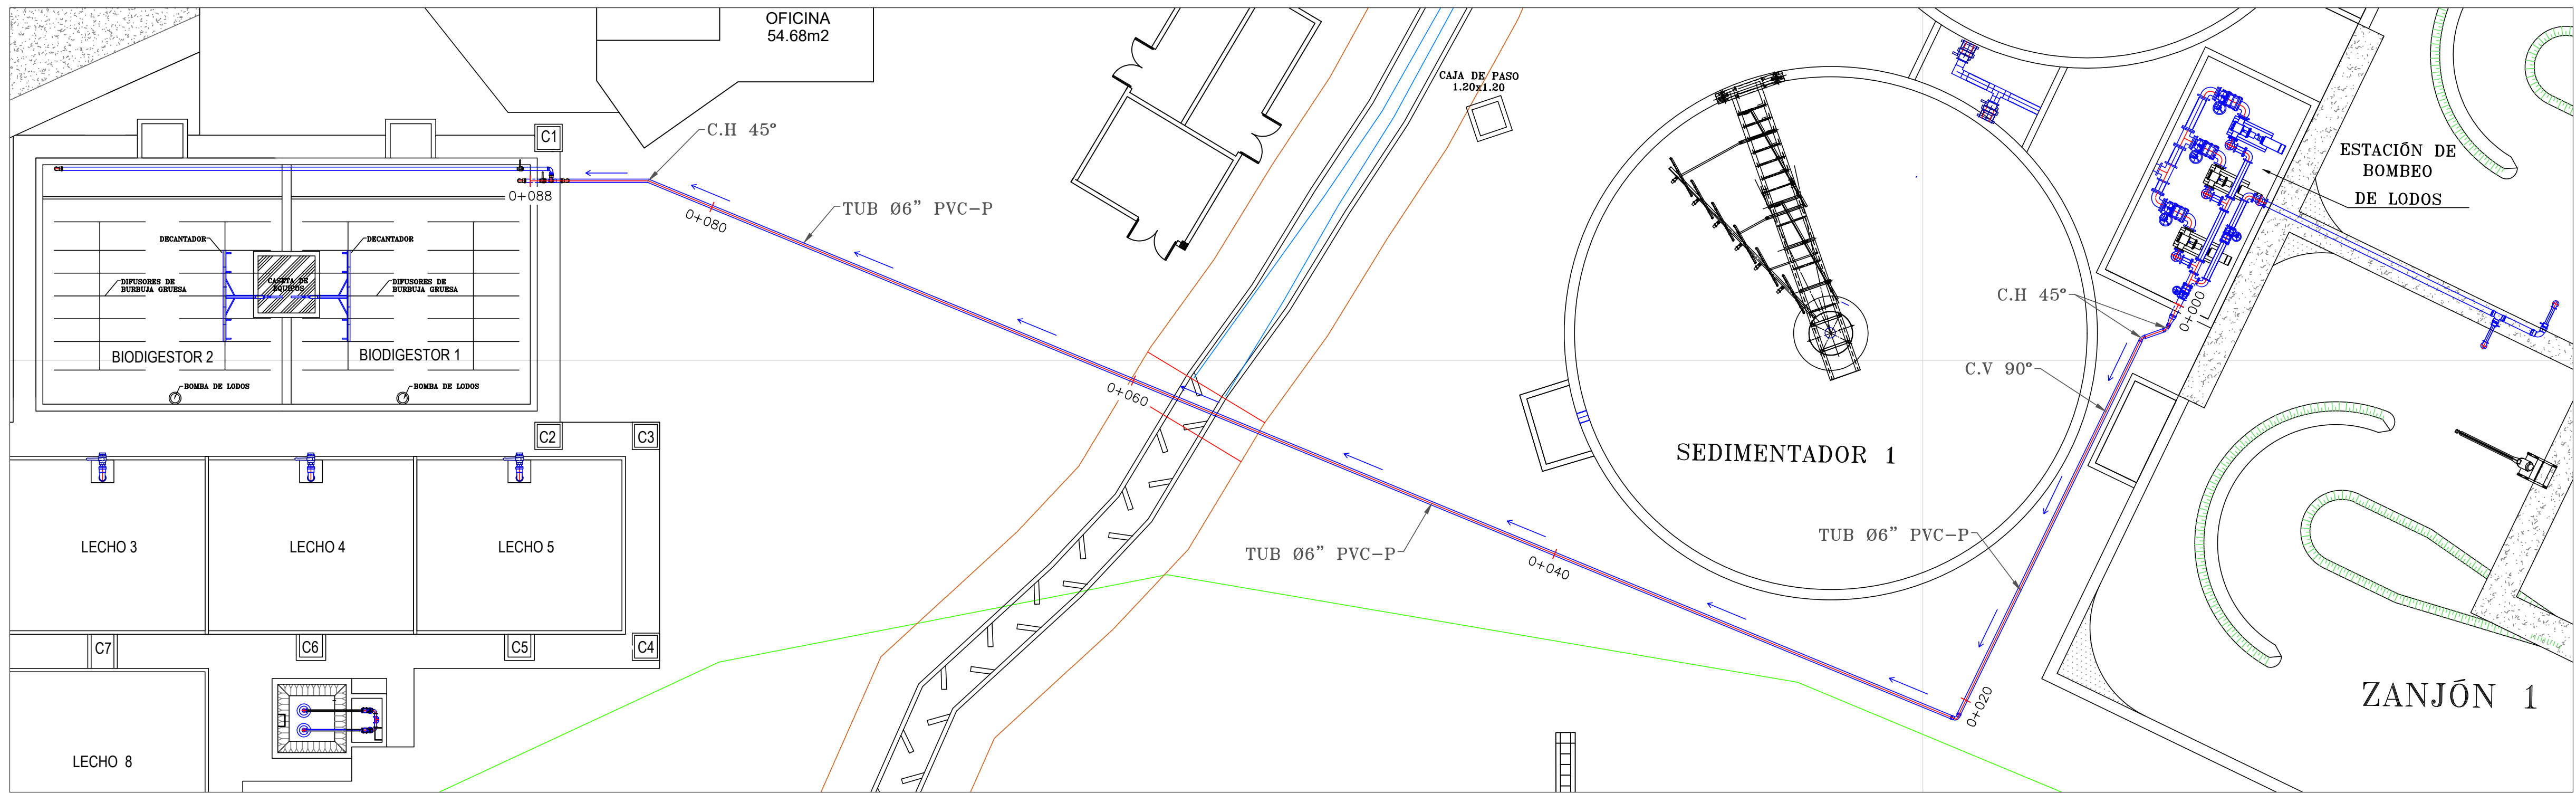 OFICINA
54.68m2
C1
C.H 45°
0+088
0+080
TUB Ø6” PVC-P
DECANTADOR
DECANTADOR
DIFUSORES DE
BURBUJA GRUESA
CASETA DE
EQUIPOS
DIFUSORES DE
BURBUJA GRUESA
BIODIGESTOR 2
BIODIGESTOR 1
BOMBA DE LODOS
BOMBA DE LODOS
C2
C3
LECHO 3
LECHO 4
LECHO 5
C7
C6
C5
C4
LECHO 8
0+060
CAJA DE PASO
1.20x1.20
TUB Ø6” PVC-P
0+040
SEDIMENTADOR 1
ESTACIÓN DE
BOMBEO
DE LODOS
C.H 45°
0+000
C.V 90°
TUB Ø6” PVC-P
0+020
ZANJÓN 1